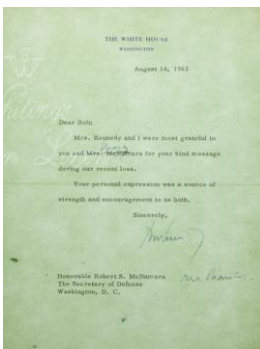 THE WHITE HOUSE
WASHINGTON
August 24, 1963
Dear Bob:
Mrs. Kennedy and I were most grateful to
you and Mrs. McNamara for your kind message
during our recent loss.
Your personal expression was a source of
strength and encouragement to us both.
Sincerely,
Honorable Robert S. McNamara
The Secretary of Defense
Washington, D. C.